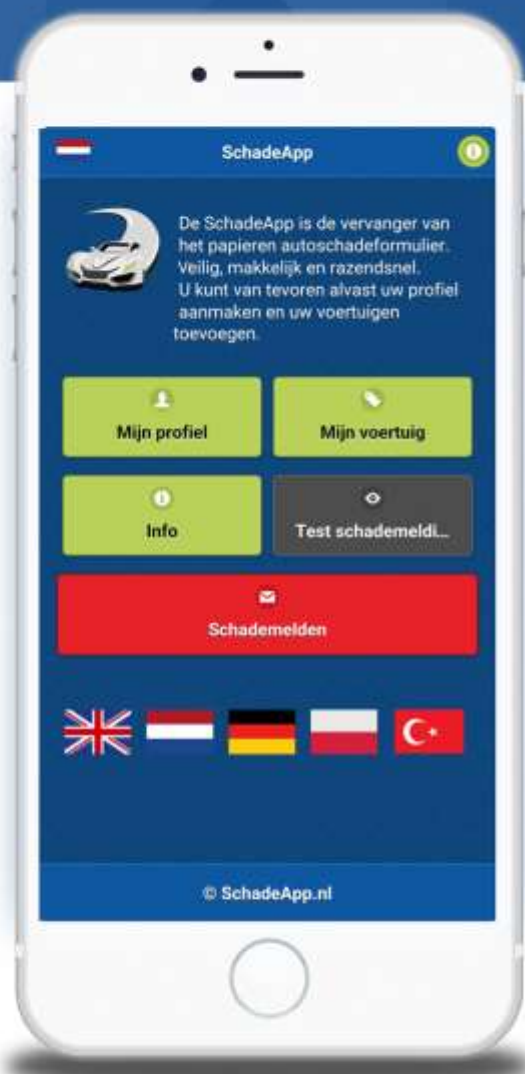 SchadeApp
De SchadeApp is de vervanger van
het papieren autoschadeformulier.
Veilig, makkelijk en razendsnel.
U kunt van tevoren alvast uw profiel
aanmaken en uw voertuigen
toevoegen.
Mijn profiel
Mijn voertuig
Info
Test schademeldi...
Schademelden
© SchadeApp.nl